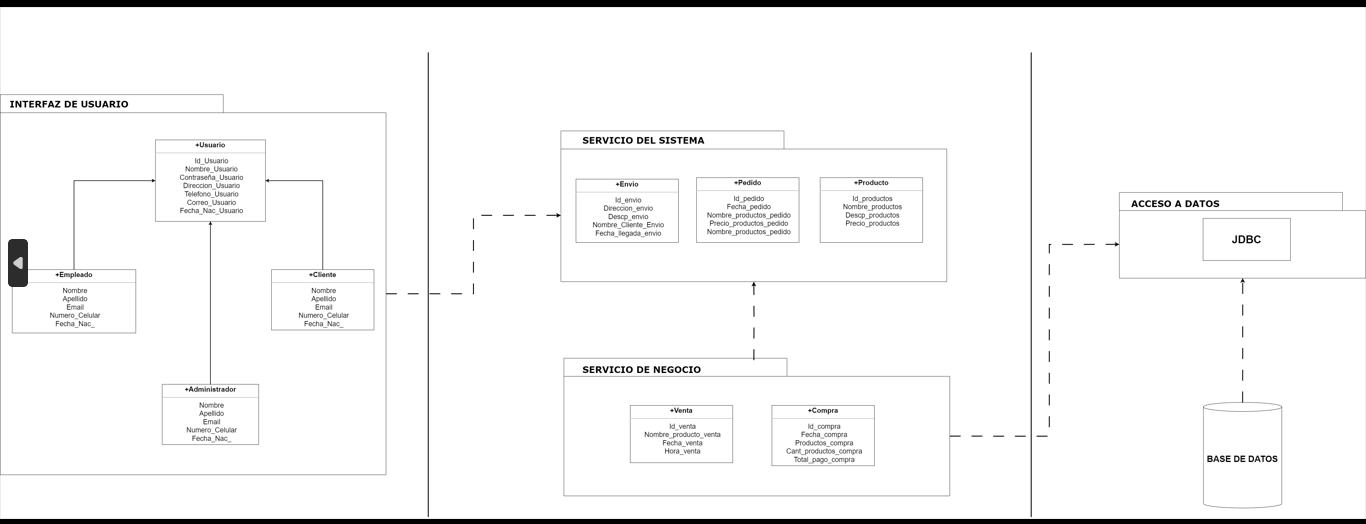 INTERFAZ DE USUARIO
+Usuario
Id_Usuario
Nombre_Usuario
Contraseña_Usuario
Direccion_Usuario
Telefono_Usuario
Correo_Usuario
Fecha_Nac_Usuario
+Empleado
Nombre
Apellido
Email
Numero_Celular
Fecha_Nac_
+Cliente
Nombre
Apellido
Email
Numero_Celular
Fecha_Nac_
+Administrador
Nombre
Apellido
Email
Numero_Celular
Fecha_Nac_
SERVICIO DEL SISTEMA
+Envio
Id_envio
Direccion_envio
Descp_envio
Nombre_Cliente_Envio
Fecha_llegada_envio
+Pedido
Id_pedido
Fecha_pedido
Nombre_productos_pedido
Precio_productos_pedido
Nombre_productos_pedido
+Producto
Id_productos
Nombre_productos
Descp_productos
Precio_productos
SERVICIO DE NEGOCIO
+Venta
Id_venta
Nombre_producto_venta
Fecha_venta
Hora_venta
+Compra
Id_compra
Fecha_compra
Productos_compra
Cant_productos_compra
Total_pago_compra
ACCESO A DATOS
JDBC
BASE DE DATOS